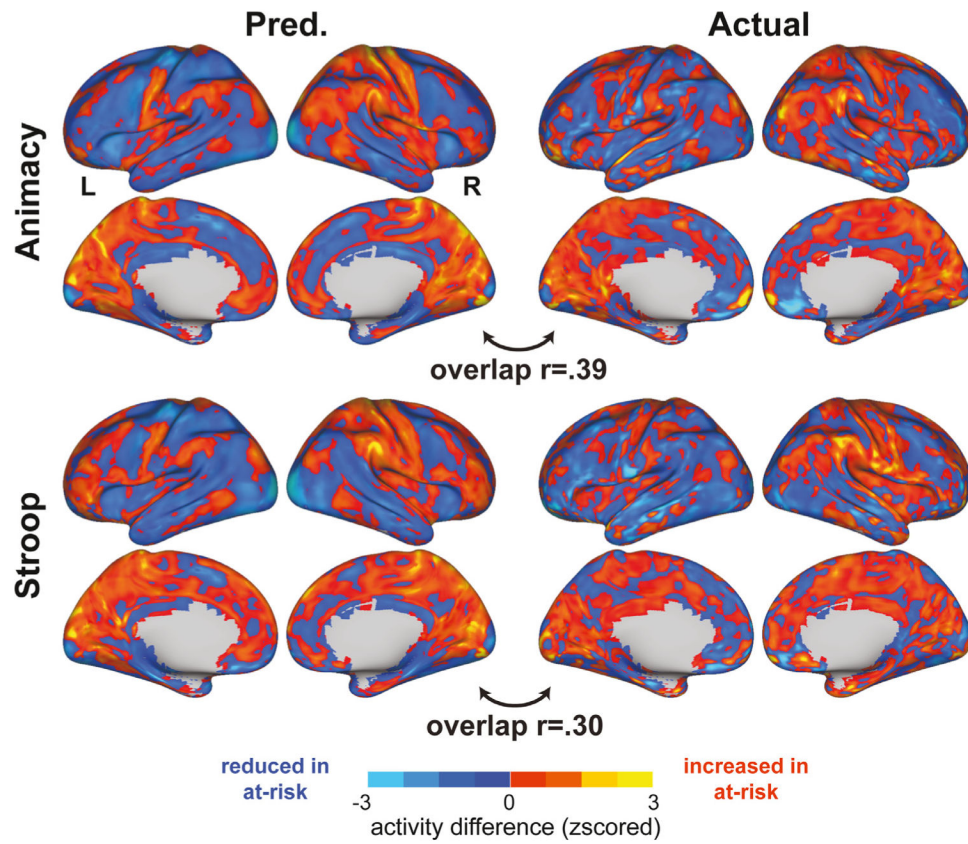 Pred. Actual
Animacy
L R
overlap r=.39
Stroop
overlap r=.30
reduced in
at-risk
increased in
at-risk
-3 0 3
activity difference (zscored)